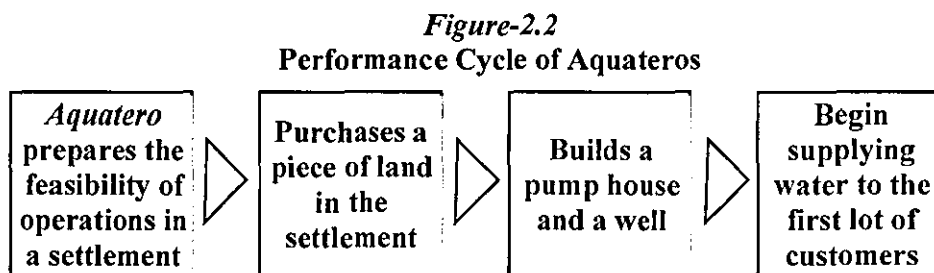 Figure-2.2
Performance Cycle of Aquateros
Aquatero
prepares the
feasibility of
operations in
a settlement
Purchases a
piece of land
in the
settlement
Builds a
pump house
and a well
Begin
supplying
water to the
first lot of
customers